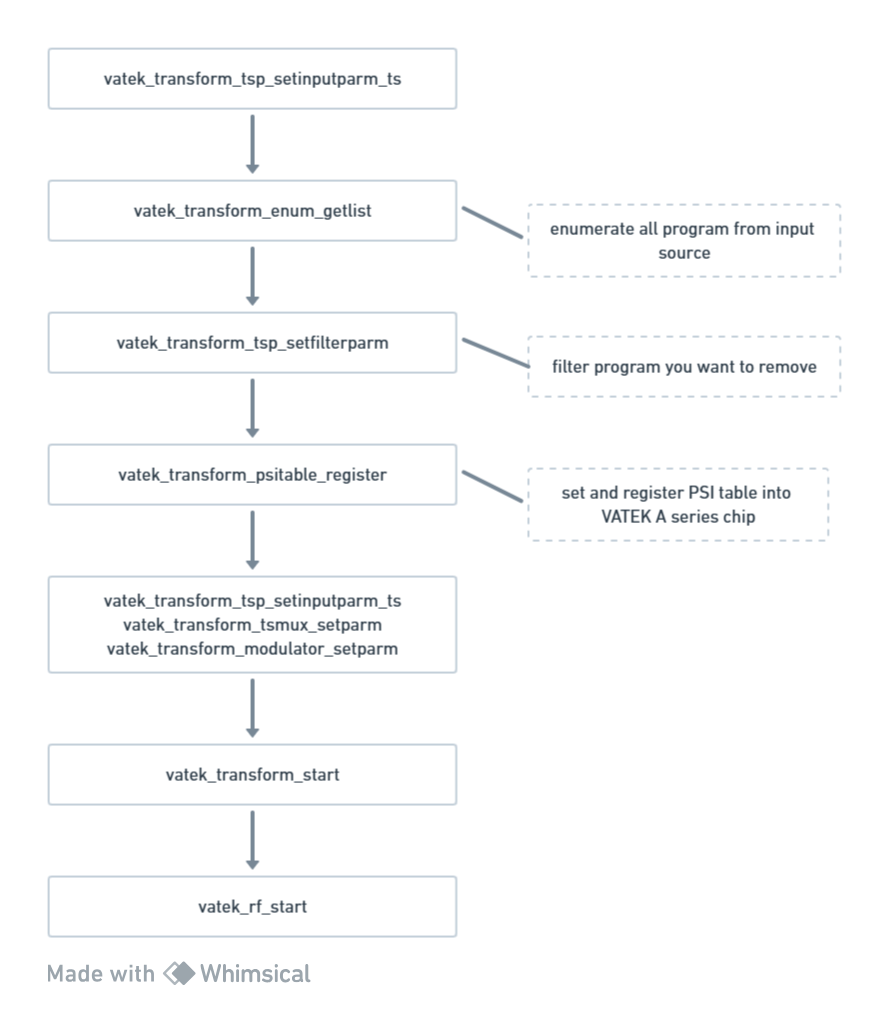 vatek_transform_tsp_setinputparm_ts
vatek_transform_enum_getlist
enumerate all program from input
source
vatek_transform_tsp_setfilterparm
filter program you want to remove
vatek_transform_psitable_register
set and register PSI table into
VATEK A series chip
vatek_transform_tsp_setinputparm_ts
vatek_transform_tsmux_setparm
vatek_transform_modulator_setparm
vatek_transform_start
vatek_rf_start
Made with Whimsical